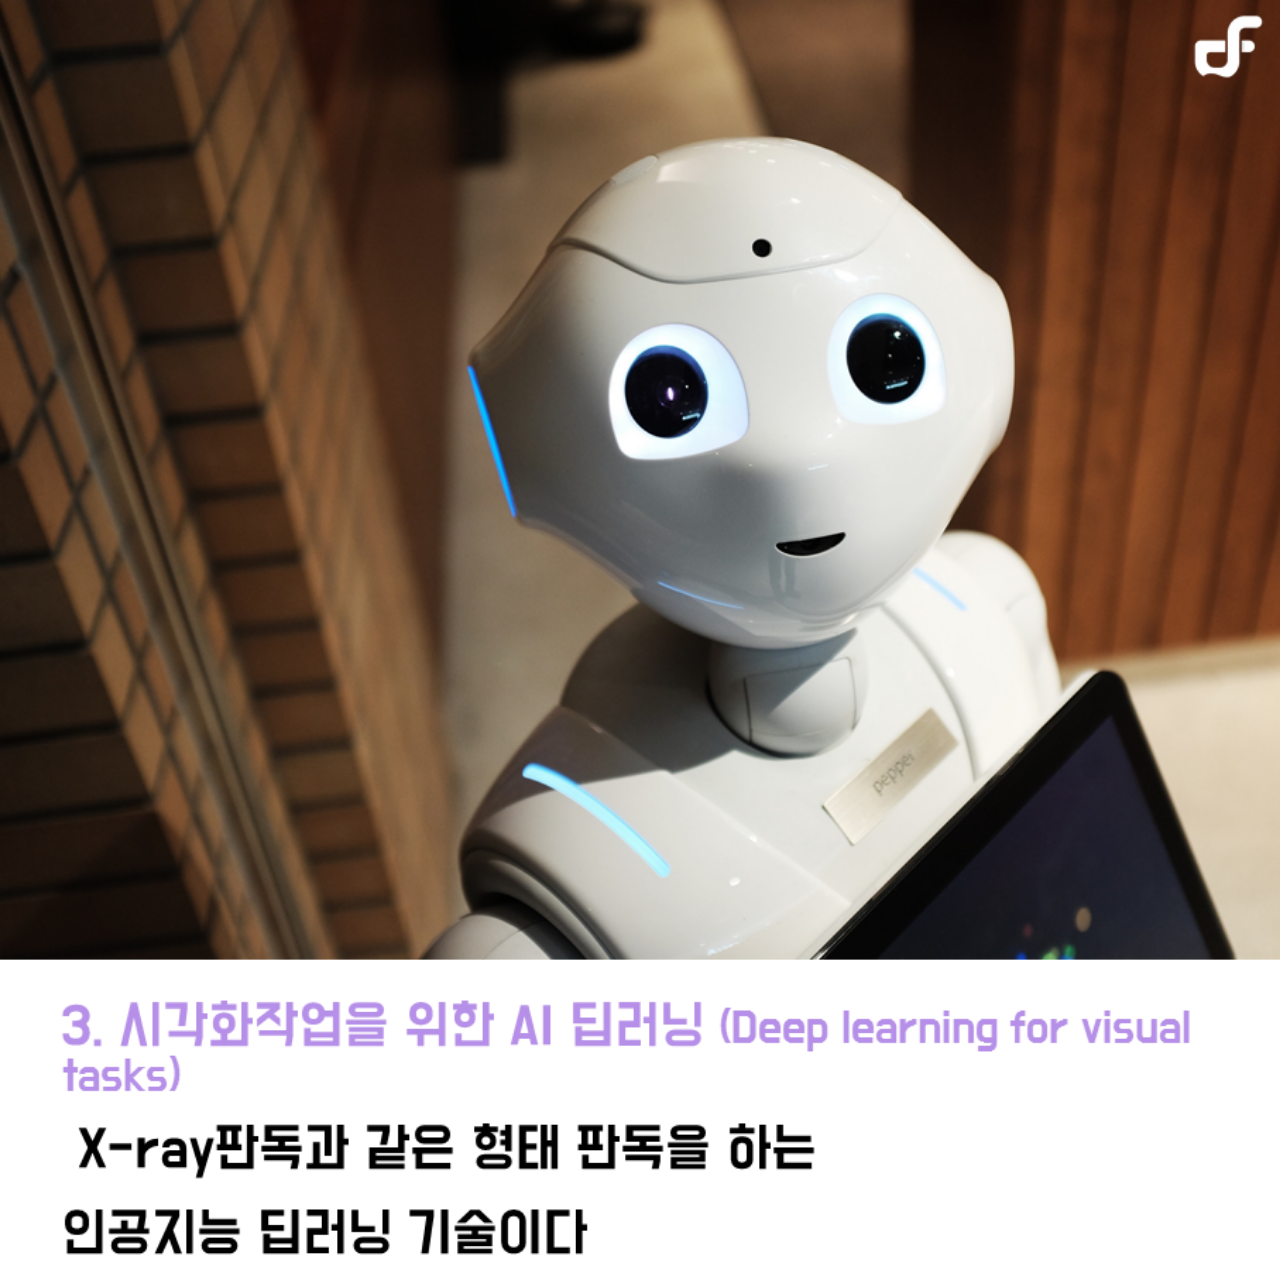 pepper
3. 시각화작업을 위한 AI 딥러닝 (Deep learning for visual
tasks)
X-ray판독과 같은 형태 판독을 하는
인공지능 딥러닝 기술이다